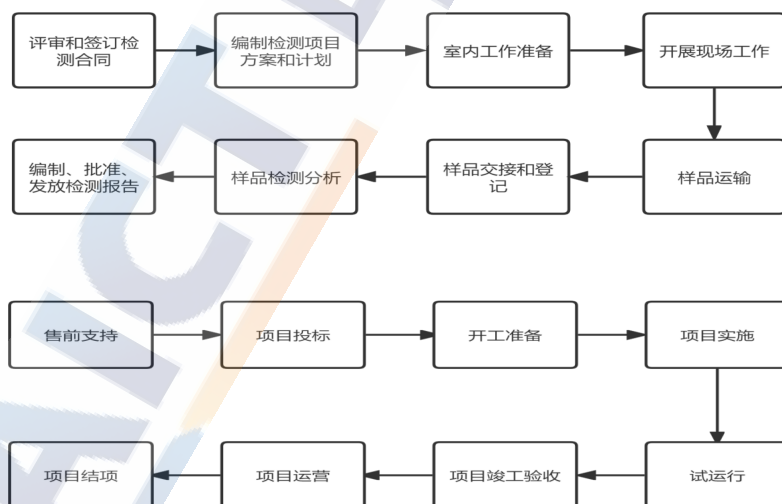 评审和签订检
测合同
编制检测项目
方案和计划
室内工作准备
开展现场工作
编制、批准、
发放检测报告
样品检测分析
样品交接和登
记
样品运输
售前支持
项目投标
开工准备
项目实施
项目结项
项目运营
项目竣工验收
试运行